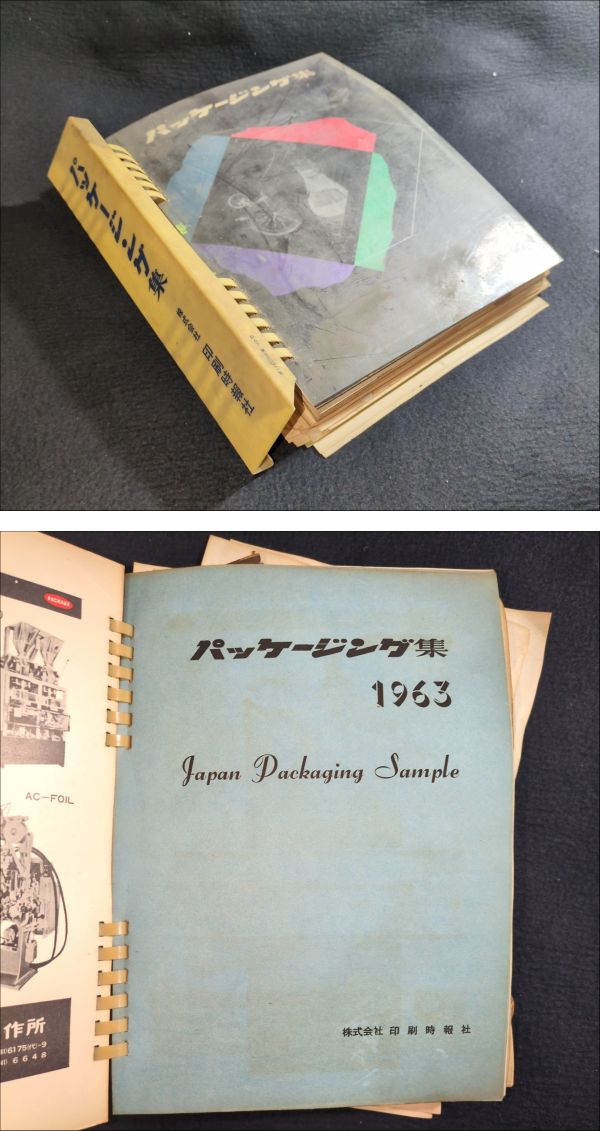 パッケージング集
パッケージング集
株式会社 印刷時報社
PACKAGE
AC—FOIL
作所
6175
6648
パッケージング集
1963
Japan Packaging Sample
株式会社 印刷時報社